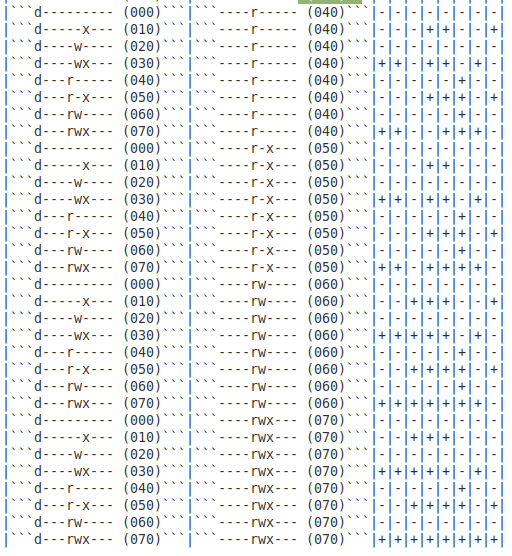 |```d--------- (000)```|```----r----- (040)```|-|-|-|-|-|-|-|-|
|```d-----x--- (010)```|```----r----- (040)```|-|-|-|+|+|-|-|+|
|```d----w---- (020)```|```----r----- (040)```|-|-|-|-|-|-|-|-|
|```d----wx--- (030)```|```----r----- (040)```|+|+|-|+|+|-|+|-|
|```d---r----- (040)```|```----r----- (040)```|-|-|-|-|-|+|-|-|
|```d---r-x--- (050)```|```----r----- (040)```|-|-|-|+|+|+|-|+|
|```d---rw---- (060)```|```----r----- (040)```|-|-|-|-|-|+|-|-|
|```d---rwx--- (070)```|```----r----- (040)```|+|+|-|-|+|+|+|-|
|```d--------- (000)```|```----r-x--- (050)```|-|-|-|-|-|-|-|-|
|```d-----x--- (010)```|```----r-x--- (050)```|-|-|-|+|+|-|-|-|
|```d----w---- (020)```|```----r-x--- (050)```|-|-|-|-|-|-|-|-|
|```d----wx--- (030)```|```----r-x--- (050)```|+|+|-|+|+|-|+|-|
|```d---r----- (040)```|```----r-x--- (050)```|-|-|-|-|-|+|-|-|
|```d---r-x--- (050)```|```----r-x--- (050)```|-|-|-|+|+|+|-|+|
|```d---rw---- (060)```|```----r-x--- (050)```|-|-|-|-|-|+|-|-|
|```d---rwx--- (070)```|```----r-x--- (050)```|+|+|-|+|+|+|+|-|
|```d--------- (000)```|```----rw---- (060)```|-|-|-|-|-|-|-|-|
|```d-----x--- (010)```|```----rw---- (060)```|-|-|+|+|+|-|-|+|
|```d----w---- (020)```|```----rw---- (060)```|-|-|-|-|-|-|-|-|
|```d----wx--- (030)```|```----rw---- (060)```|+|+|+|+|+|-|+|-|
|```d---r----- (040)```|```----rw---- (060)```|-|-|-|-|-|+|-|-|
|```d---r-x--- (050)```|```----rw---- (060)```|-|-|+|+|+|+|-|+|
|```d---rw---- (060)```|```----rw---- (060)```|-|-|-|-|-|+|-|-|
|```d---rwx--- (070)```|```----rw---- (060)```|+|+|+|+|+|+|+|-|
|```d--------- (000)```|```----rwx--- (070)```|-|-|-|-|-|-|-|-|
|```d-----x--- (010)```|```----rwx--- (070)```|-|-|+|+|+|-|-|-|
|```d----w---- (020)```|```----rwx--- (070)```|-|-|-|-|-|-|-|-|
|```d----wx--- (030)```|```----rwx--- (070)```|+|+|+|+|+|-|+|-|
|```d---r----- (040)```|```----rwx--- (070)```|-|-|-|-|-|+|-|-|
|```d---r-x--- (050)```|```----rwx--- (070)```|-|-|+|+|+|+|-|+|
|```d---rw---- (060)```|```----rwx--- (070)```|-|-|-|-|-|+|-|-|
|```d---rwx--- (070)```|```----rwx--- (070)```|+|+|+|+|+|+|+|+|